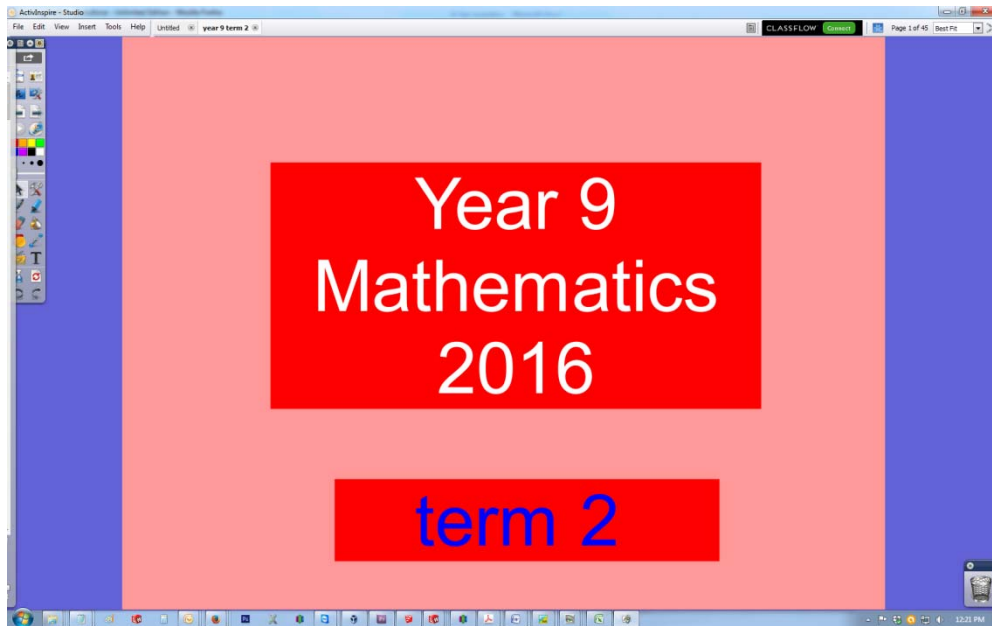 ActivInspire - Studio
File Edit View Insert Tools Help Untitled year 9 term 2 CLASSFLOW Connect Page 1 of 45 Best Fit
Year 9
Mathematics
2016
term 2
12:21 PM